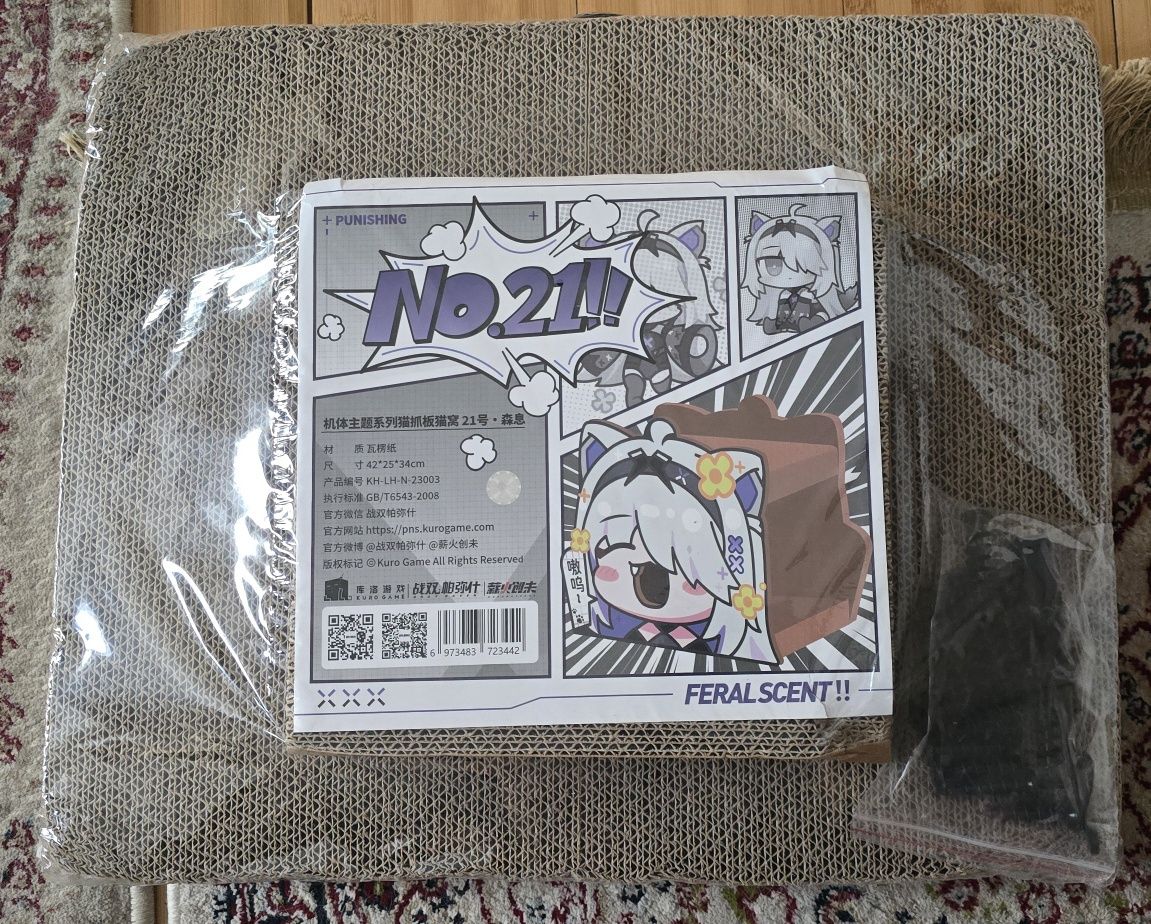 PUNISHING
No.21!!
机体主题系列猫抓板猫窝 21号·森息
材 质 瓦楞纸
尺 寸 42*25*34cm
产品编号 KH-LH-N-23003
执行标准 GB/T6543-2008
官方微信 战双帕弥什
官方网站 https://pns.kurogame.com
官方微博 @战双帕弥什 @薪火创未
版权标记 ©Kuro Game All Rights Reserved
库洛游戏 KURO GAME 战双帕弥什 薪火创未
6 973483 723442
嗷呜~
FERAL SCENT!!